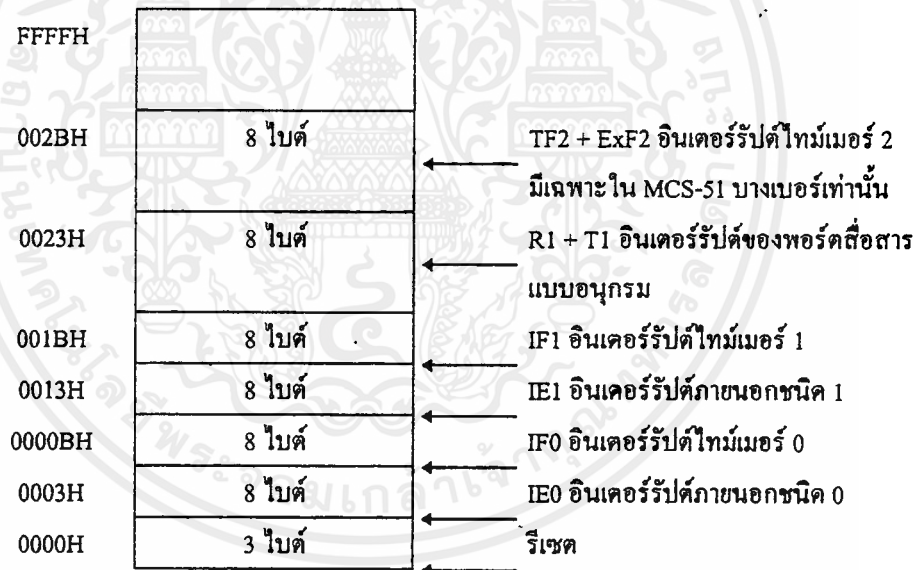 FFFFH
002BH 8 ไบต์ TF2 + ExF2 อินเตอร์รัปต์ไทม์เมอร์ 2
มีเฉพาะใน MCS-51 บางเบอร์เท่านั้น
0023H 8 ไบต์ R1 + T1 อินเตอร์รัปต์ของพอร์ตสื่อสาร
แบบอนุกรม
001BH 8 ไบต์ IF1 อินเตอร์รัปต์ไทม์เมอร์ 1
0013H 8 ไบต์ IE1 อินเตอร์รัปต์ภายนอกชนิด 1
0000BH 8 ไบต์ IF0 อินเตอร์รัปต์ไทม์เมอร์ 0
0003H 8 ไบต์ IE0 อินเตอร์รัปต์ภายนอกชนิด 0
0000H 3 ไบต์ รีเซต